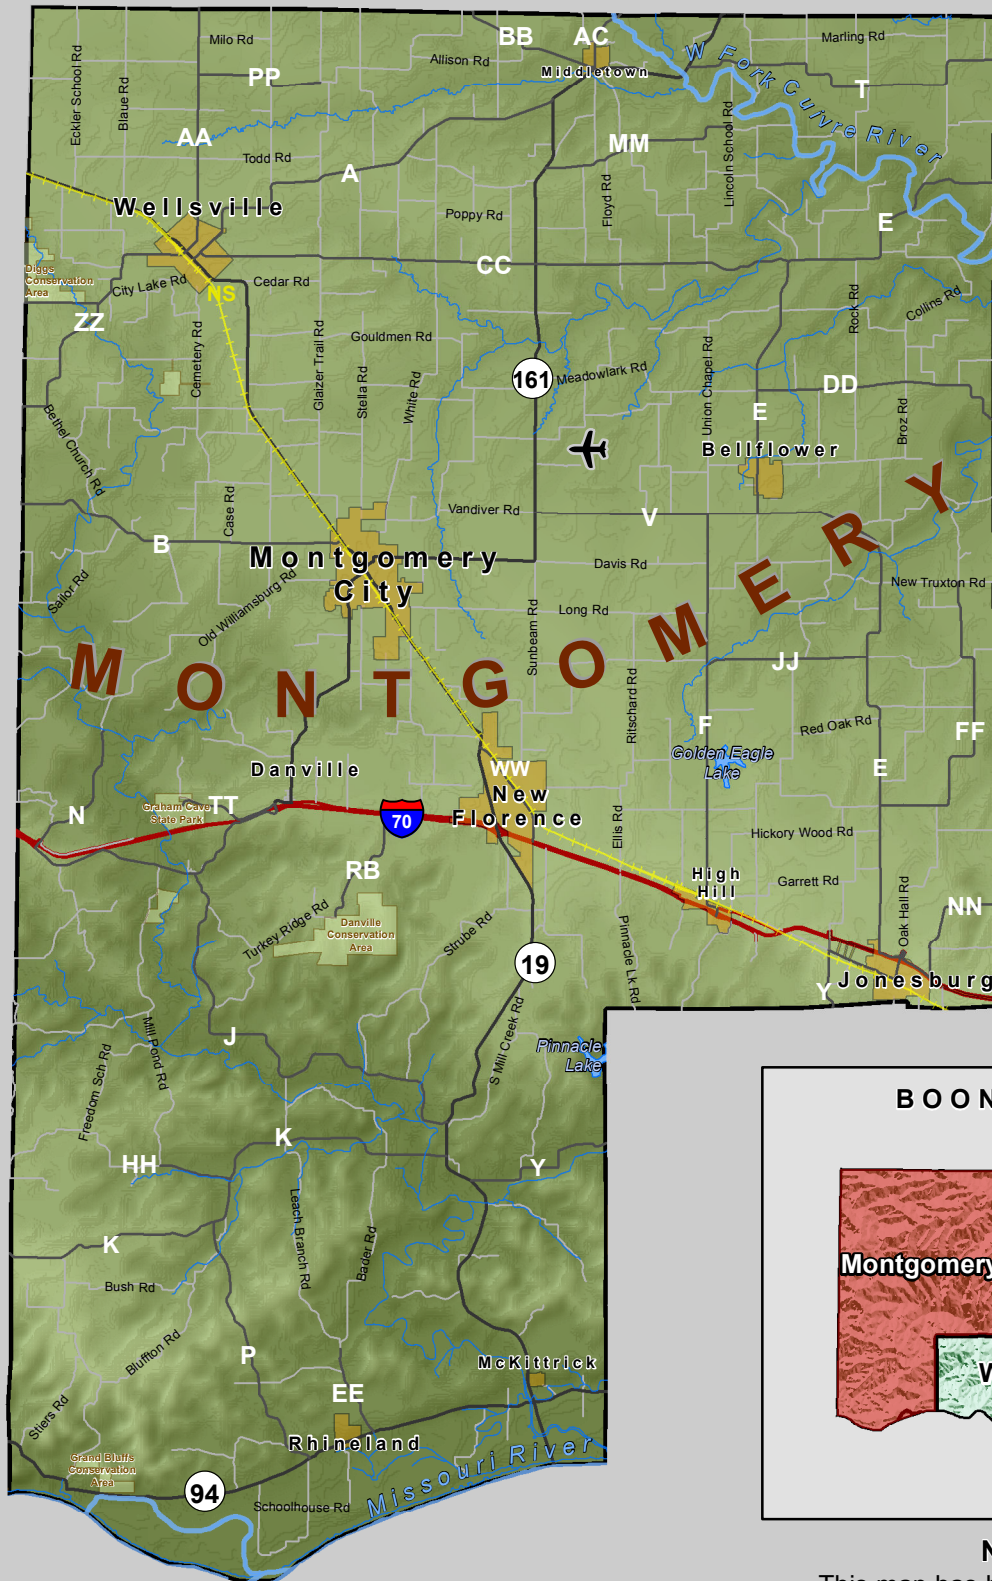 Milo Rd
BB
AC
Marling Rd
Allison Rd
Middletown
PP
W Fork Cuivre River
T
Eckler School Rd
Blaue Rd
AA
Todd Rd
A
MM
Lincoln School Rd
Floyd Rd
Wellsville
Poppy Rd
E
CC
Diggs
Conservation
Area
City Lake Rd
NS
Cedar Rd
ZZ
Rock Rd
Collins Rd
Cemetery Rd
Glaizer Trail Rd
Gouldmen Rd
Stella Rd
White Rd
161
Meadowlark Rd
Union Chapel Rd
DD
E
Broz Rd
Bethel Church Rd
Bellflower
Case Rd
Vandiver Rd
V
B
Montgomery
City
Davis Rd
New Truxton Rd
Sailor Rd
Old Williamsburg Rd
Sunbeam Rd
Long Rd
MONTGOMERY
JJ
Ritschard Rd
F
Red Oak Rd
FF
Golden Eagle
Lake
Danville
WW
New
Florence
E
N
Graham Cave
State Park
TT
70
Ellis Rd
Hickory Wood Rd
RB
High
Hill
Garrett Rd
Oak Hall Rd
NN
Turkey Ridge Rd
Danville
Conservation
Area
Strube Rd
19
Pinnacle Lk Rd
Y
Jonesburg
J
Mill Pond Rd
Freedom Sch Rd
S Mill Creek Rd
Pinnacle
Lake
BOON
K
HH
Y
Leach Branch Rd
Bader Rd
K
Montgomery
Bush Rd
Bluffton Rd
P
McKittrick
W
EE
Stiers Rd
Rhineland
Grand Bluffs
Conservation
Area
94
Schoolhouse Rd
Missouri River
N
This map has b